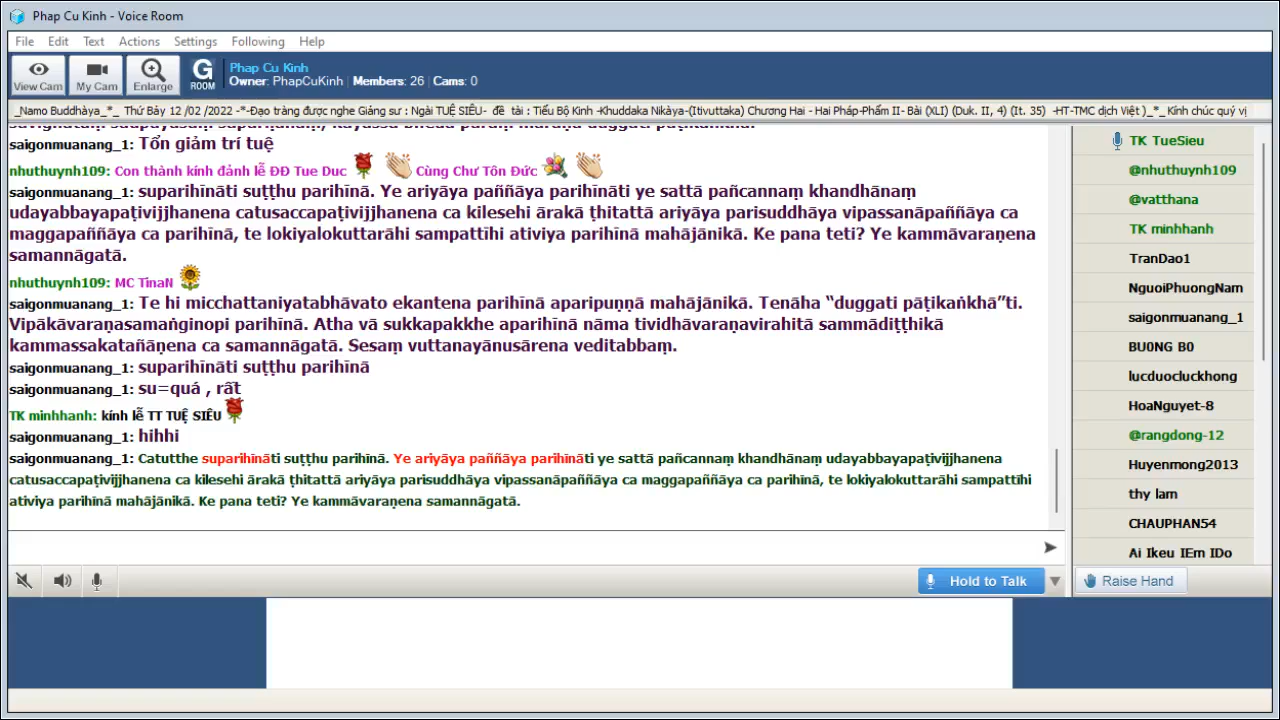 Phap Cu Kinh - Voice Room
File Edit Text Actions Settings Following Help
View Cam My Cam Enlarge G ROOM
Phap Cu Kinh
Owner: PhapCuKinh | Members: 26 | Cams: 0
_Namo Buddhàya_*_ Thứ Bảy 12 /02 /2022 -*-Đạo tràng được nghe Giảng sư : Ngài TUỆ SIÊU- đề tài : Tiểu Bộ Kinh -Khuddaka Nikàya-(Itivuttaka) Chương Hai - Hai Pháp-Phẩm II- Bài (XLI) (Duk. II, 4) (It. 35) -HT-TMC dịch Việt )_*_ Kính chúc quý vị
saigonmuanang_1: Tổn giảm trí tuệ
nhuthuynh109: Con thành kính đảnh lễ ĐĐ Tue Duc Cùng Chư Tôn Đức
saigonmuanang_1: suparihīnāti suṭṭhu parihīnā. Ye ariyāya paññāya parihīnāti ye sattā pañcannaṃ khandhānaṃ
udayabbayapaṭivijjhanena catusaccapaṭivijjhanena ca kilesehi ārakā ṭhitattā ariyāya parisuddhāya vipassanāpaññāya ca
maggapaññāya ca parihīnā, te lokiyalokuttarāhi sampattīhi ativiya parihīnā mahājānikā. Ke pana teti? Ye kammāvaraṇena
samannāgatā.
nhuthuynh109: MC TinaN
saigonmuanang_1: Te hi micchattaniyatabhāvato ekantena parihīnā aparipuṇṇā mahājānikā. Tenāha “duggati pāṭikaṅkhā”ti.
Vipākāvaraṇasamaṅginopi parihīnā. Atha vā sukkapakkhe aparihīnā nāma tividhāvaraṇavirahitā sammādiṭṭhikā
kammassakatañāṇena ca samannāgatā. Sesaṃ vuttanayānusārena veditabbaṃ.
saigonmuanang_1: suparihīnāti suṭṭhu parihīnā
saigonmuanang_1: su=quá , rất
TK minhhanh: kính lễ TT TUỆ SIÊU
saigonmuanang_1: hihhi
saigonmuanang_1: Catutthe suparihīnāti suṭṭhu parihīnā. Ye ariyāya paññāya parihīnāti ye sattā pañcannaṃ khandhānaṃ udayabbayapaṭivijjhanena
catusaccapaṭivijjhanena ca kilesehi ārakā ṭhitattā ariyāya parisuddhāya vipassanāpaññāya ca maggapaññāya ca parihīnā, te lokiyalokuttarāhi sampattīhi
ativiya parihīnā mahājānikā. Ke pana teti? Ye kammāvaraṇena samannāgatā.
Hold to Talk
TK TueSieu
@nhuthuynh109
@vatthana
TK minhhanh
TranDao1
NguoiPhuongNam
saigonmuanang_1
BU0NG B0
lucduocluckhong
HoaNguyet-8
@rangdong-12
Huyenmong2013
thy lam
CHAUPHAN54
Ai Ikeu IEm IDo
Raise Hand